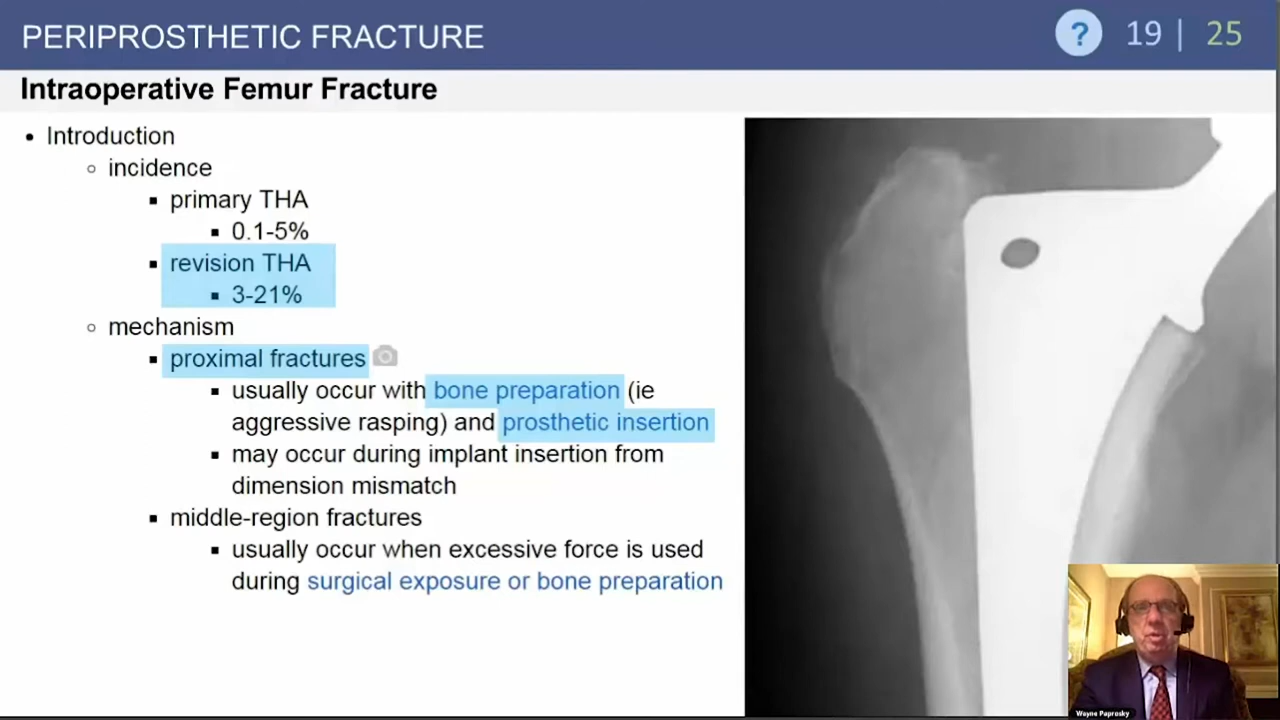 PERIPROSTHETIC FRACTURE
? 19 | 25
Intraoperative Femur Fracture
• Introduction
◦ incidence
▪ primary THA
▪ 0.1-5%
▪ revision THA
▪ 3-21%
◦ mechanism
▪ proximal fractures
▪ usually occur with bone preparation (ie
aggressive rasping) and prosthetic insertion
▪ may occur during implant insertion from
dimension mismatch
▪ middle-region fractures
▪ usually occur when excessive force is used
during surgical exposure or bone preparation
Wayne Paprosky